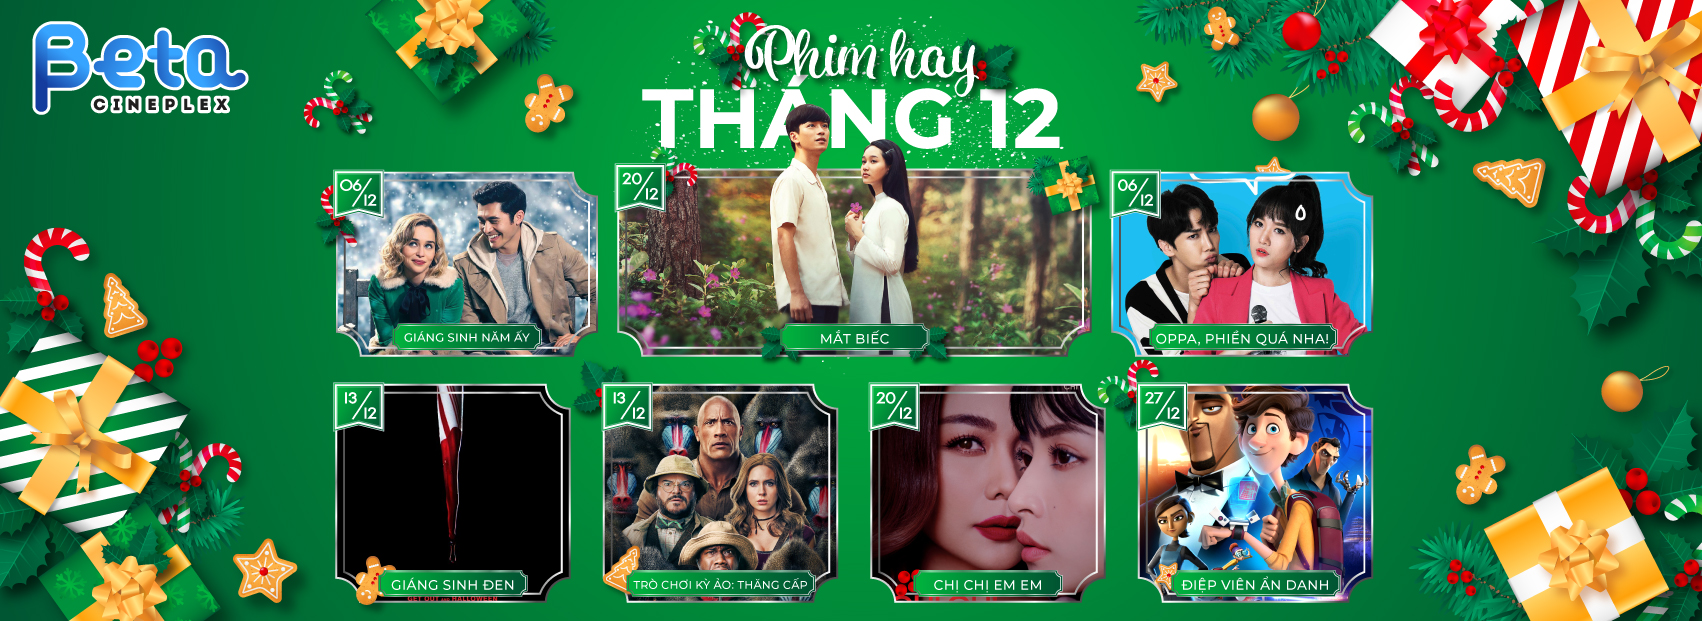 Beta
CINEPLEX
Phim hay
THÁNG 12
06/12
GIÁNG SINH NĂM ẤY
20/12
MẮT BIẾC
06/12
OPPA, PHIỀN QUÁ NHA!
13/12
GIÁNG SINH ĐEN
13/12
TRÒ CHƠI KỲ ẢO: THĂNG CẤP
20/12
CHỊ CHỊ EM EM
27/12
ĐIỆP VIÊN ẨN DANH